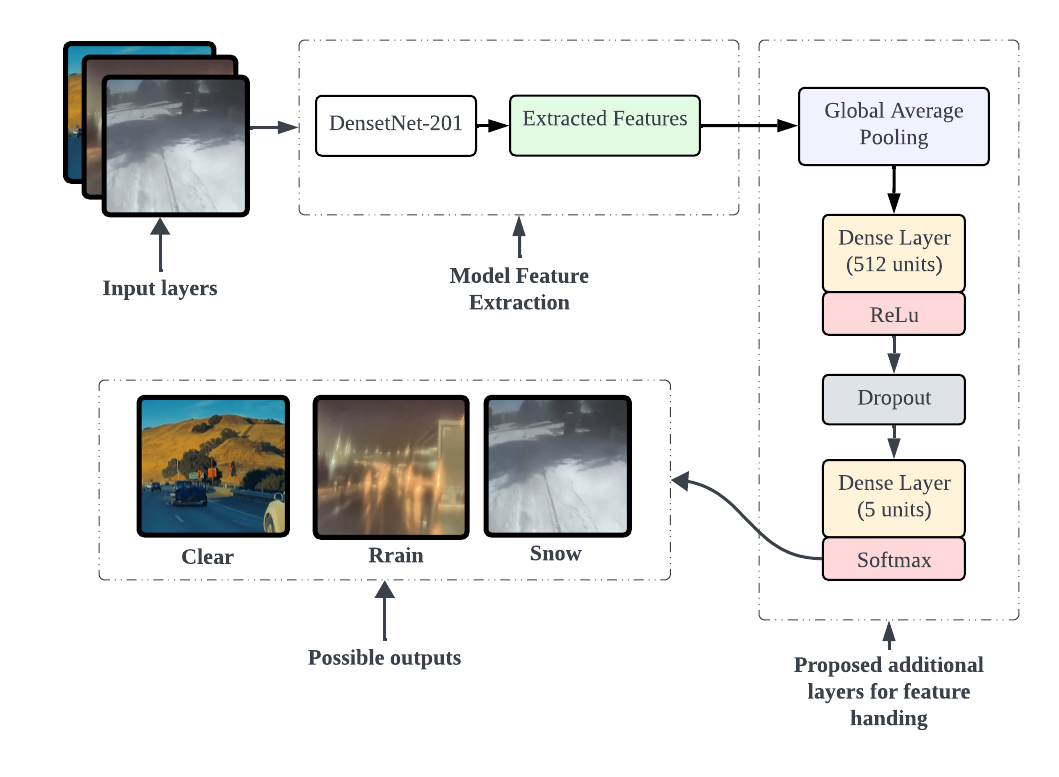 DensetNet-201
Extracted Features
Global Average
Pooling
Dense Layer
(512 units)
ReLu
Dropout
Dense Layer
(5 units)
Softmax
Input layers
Model Feature
Extraction
Clear
Rrain
Snow
Possible outputs
Proposed additional
layers for feature
handing